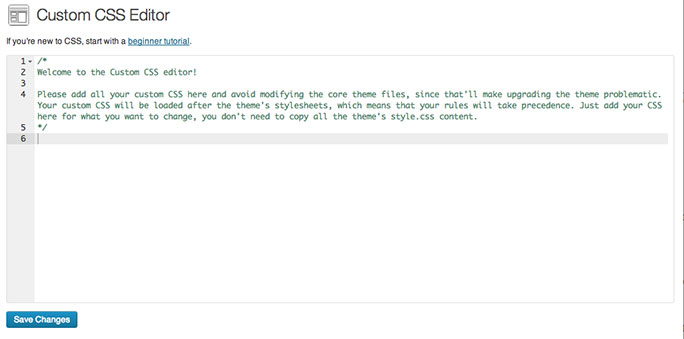 Custom CSS Editor
If you're new to CSS, start with a beginner tutorial.
1 /*
2 Welcome to the Custom CSS editor!
3
4 Please add all your custom CSS here and avoid modifying the core theme files, since that'll make upgrading the theme problematic.
Your custom CSS will be loaded after the theme's stylesheets, which means that your rules will take precedence. Just add your CSS
here for what you want to change, you don't need to copy all the theme's style.css content.
5 */
6
Save Changes